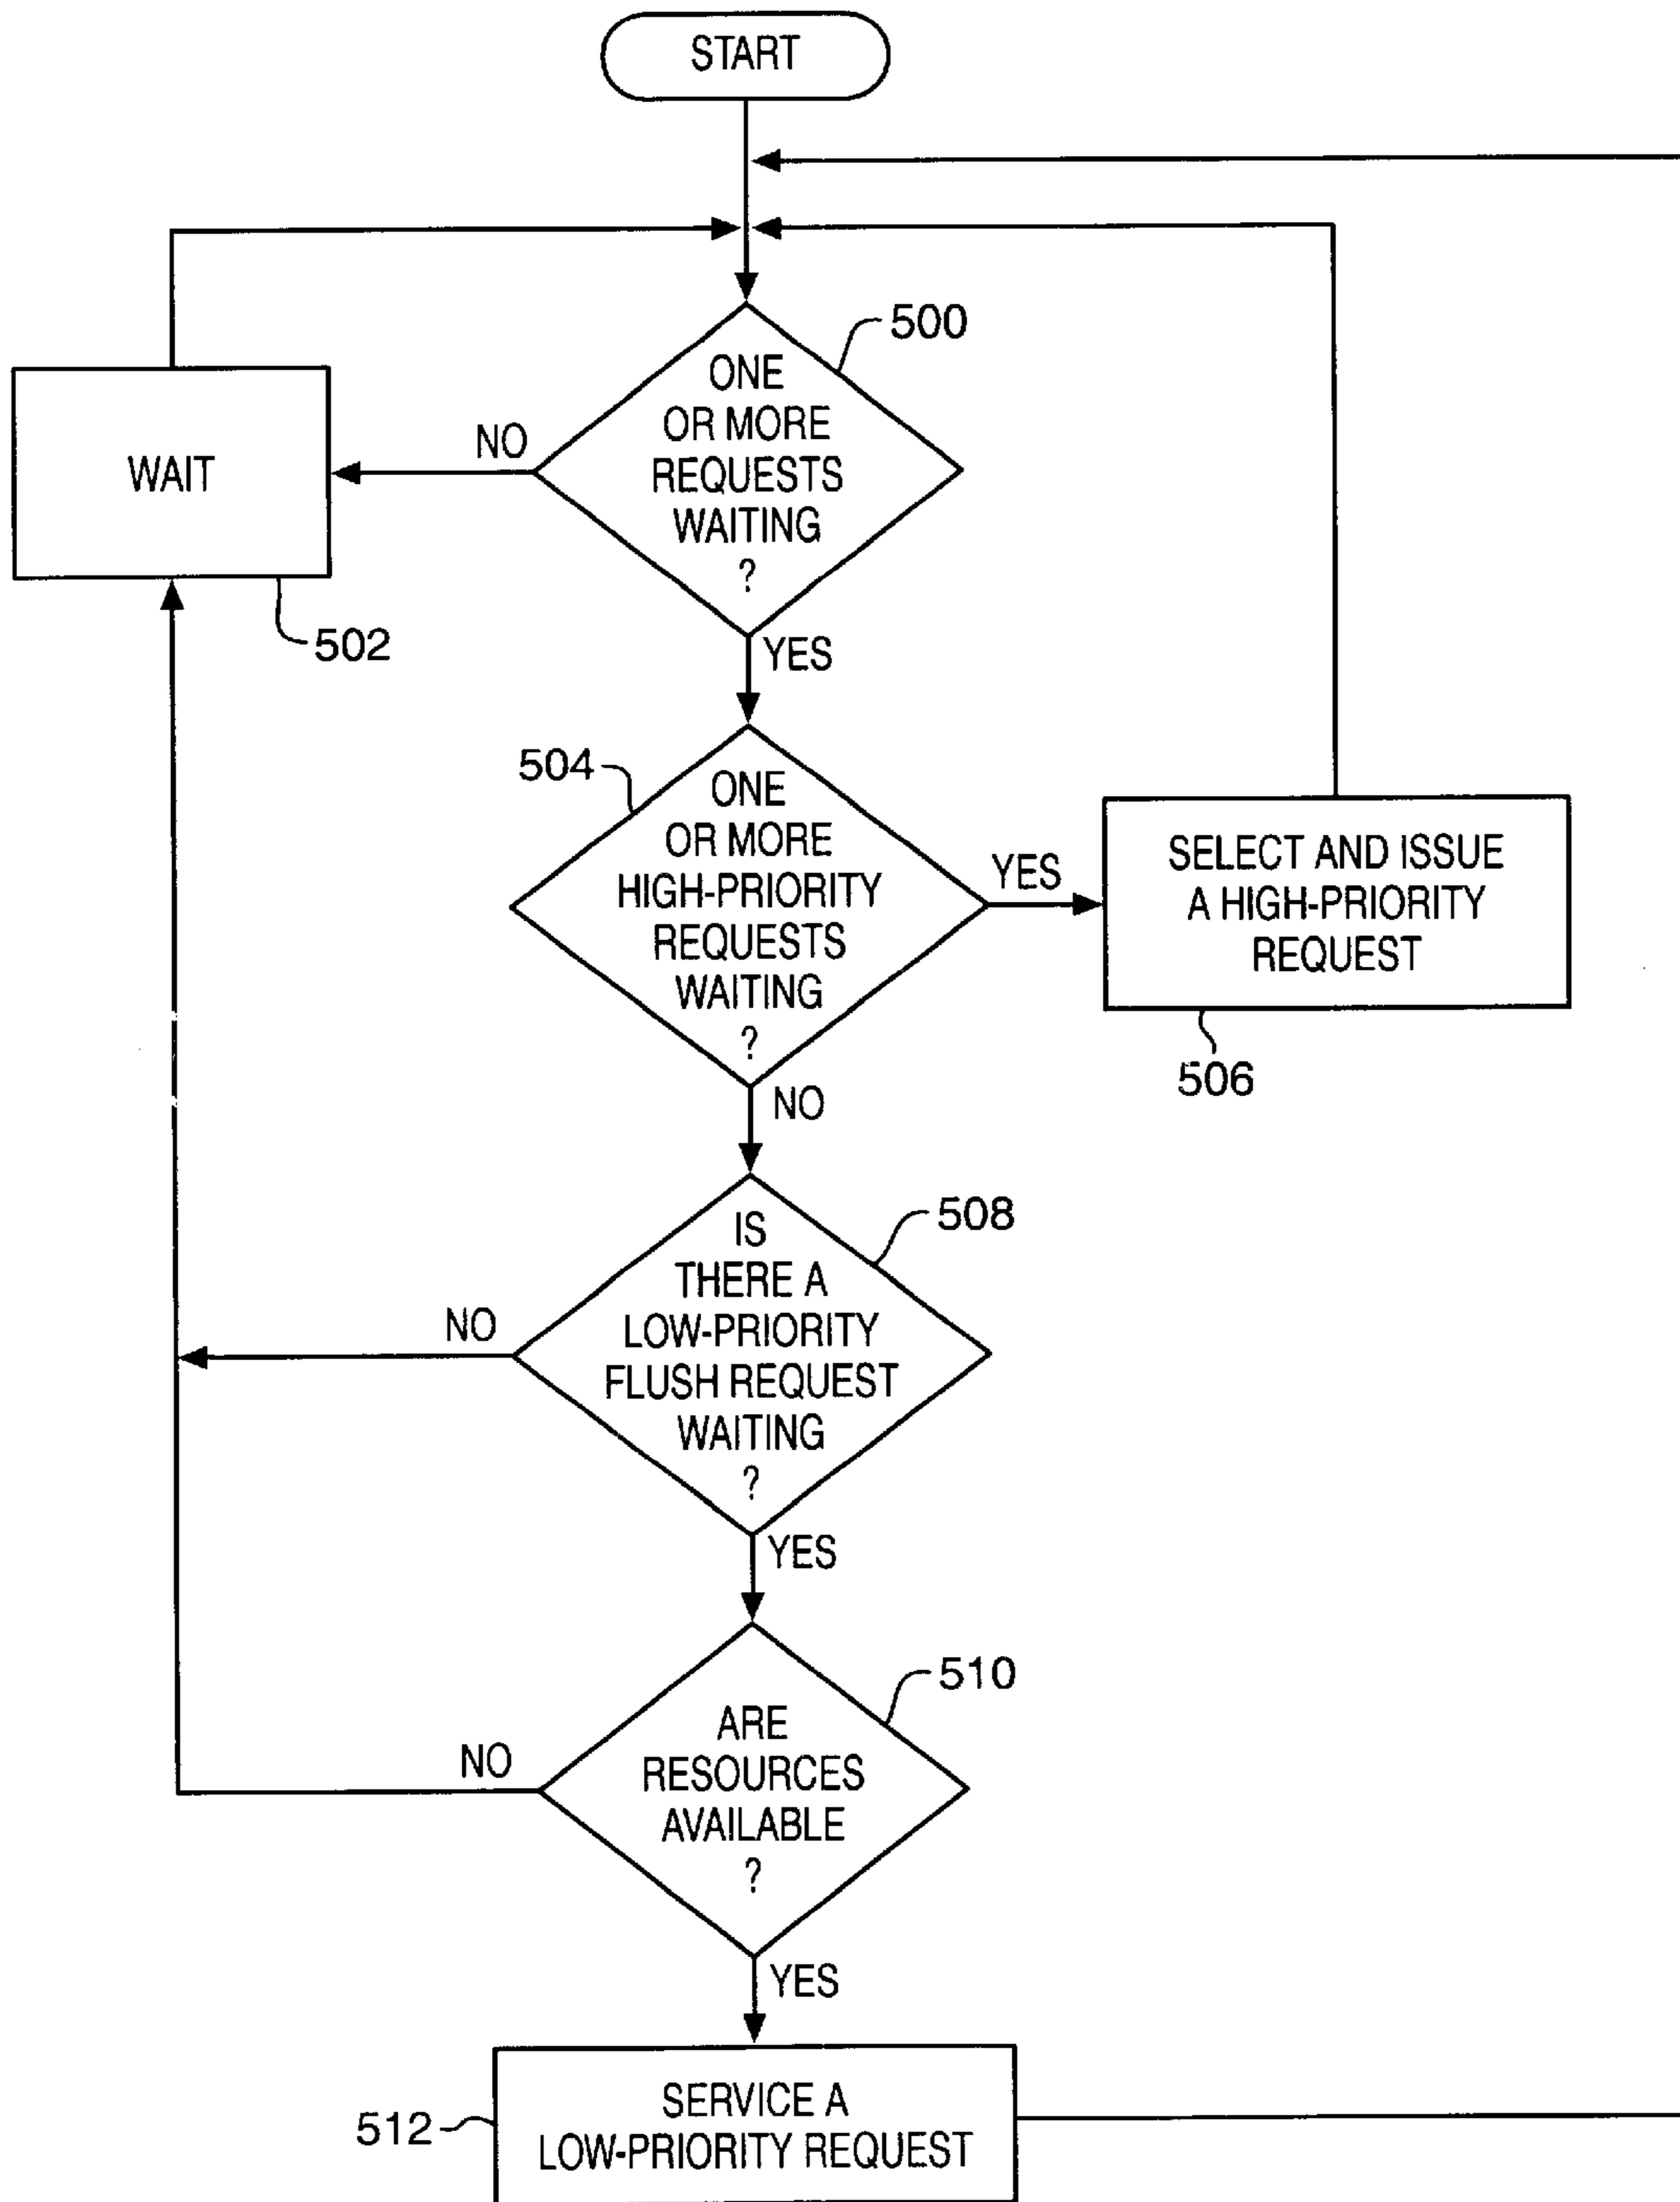 START
500
ONE
OR MORE
REQUESTS
WAITING
?
NO
WAIT
502
YES
504
ONE
OR MORE
HIGH-PRIORITY
REQUESTS
WAITING
?
YES
SELECT AND ISSUE
A HIGH-PRIORITY
REQUEST
506
NO
508
IS
THERE A
LOW-PRIORITY
FLUSH REQUEST
WAITING
?
NO
YES
510
ARE
RESOURCES
AVAILABLE
?
NO
YES
512
SERVICE A
LOW-PRIORITY REQUEST